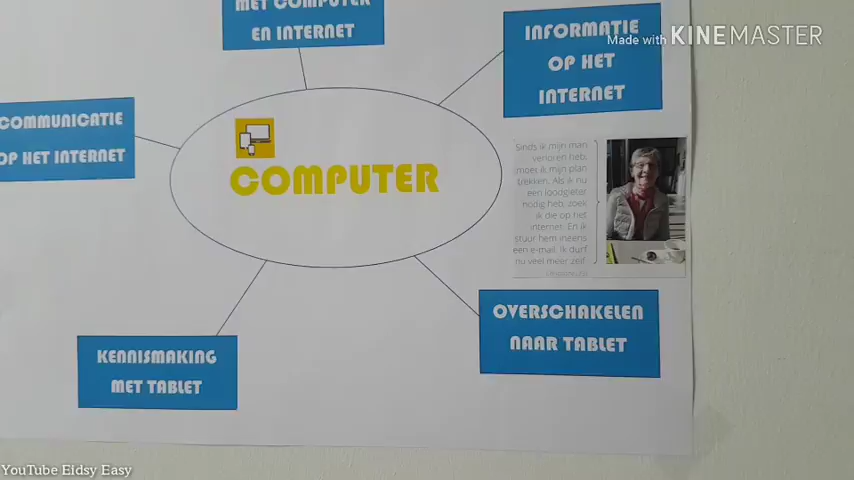 MET COMPUTER
EN INTERNET
INFORMATIE
OP HET
INTERNET
Made with KINEMASTER
COMMUNICATIE
OP HET INTERNET
COMPUTER
Sinds ik mijn man
verloren heb,
moet ik mijn plan
trekken. Als ik nu
een loodgieter
nodig heb, zoek
ik die op het
internet. En ik
stuur hem ineens
een e-mail. Ik durf
nu veel meer zelf.
OVERSCHAKELEN
NAAR TABLET
KENNISMAKING
MET TABLET
YouTube Eidsy Easy